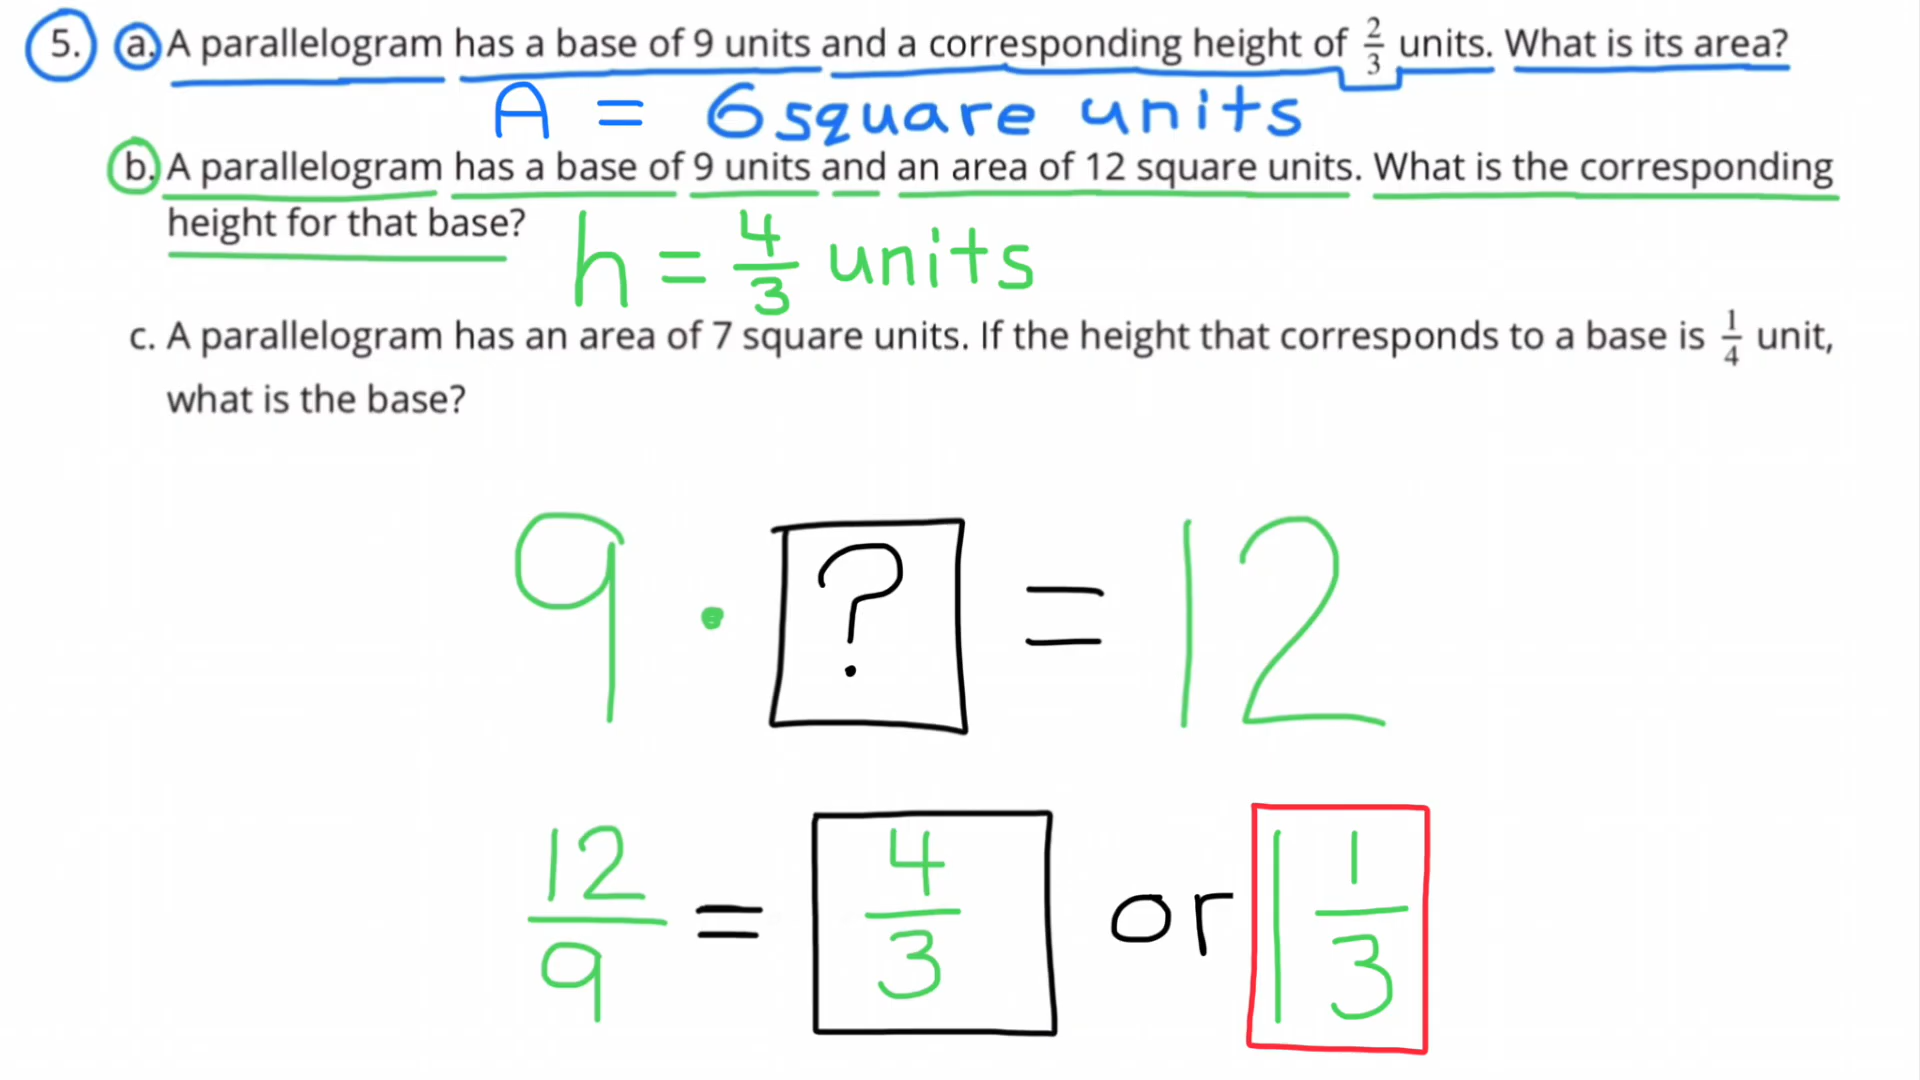 5. a. A parallelogram has a base of 9 units and a corresponding height of 2/3 units. What is its area?
A = 6 square units
b. A parallelogram has a base of 9 units and an area of 12 square units. What is the corresponding
height for that base?
h = 4/3 units
c. A parallelogram has an area of 7 square units. If the height that corresponds to a base is 1/4 unit,
what is the base?
9 · ? = 12
12/9 = 4/3 or 1 1/3